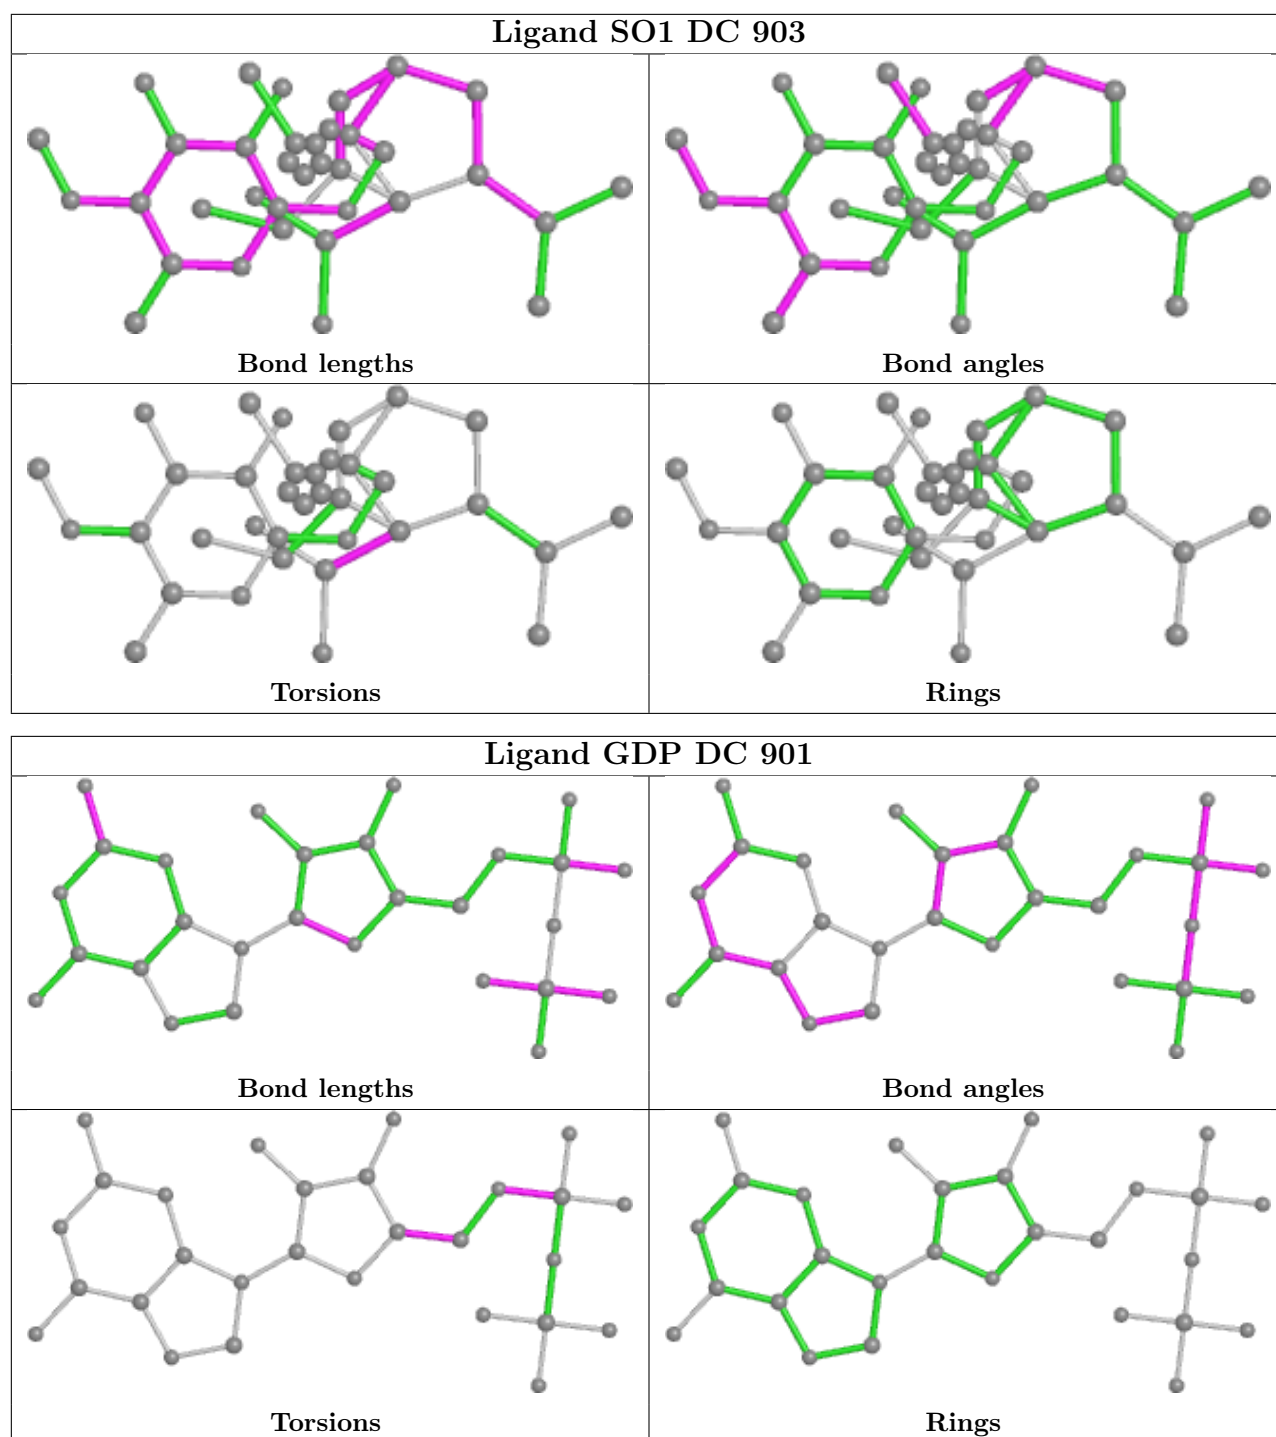 Ligand SO1 DC 903
Bond lengths
Bond angles
Torsions
Rings
Ligand GDP DC 901
Bond lengths
Bond angles
Torsions
Rings